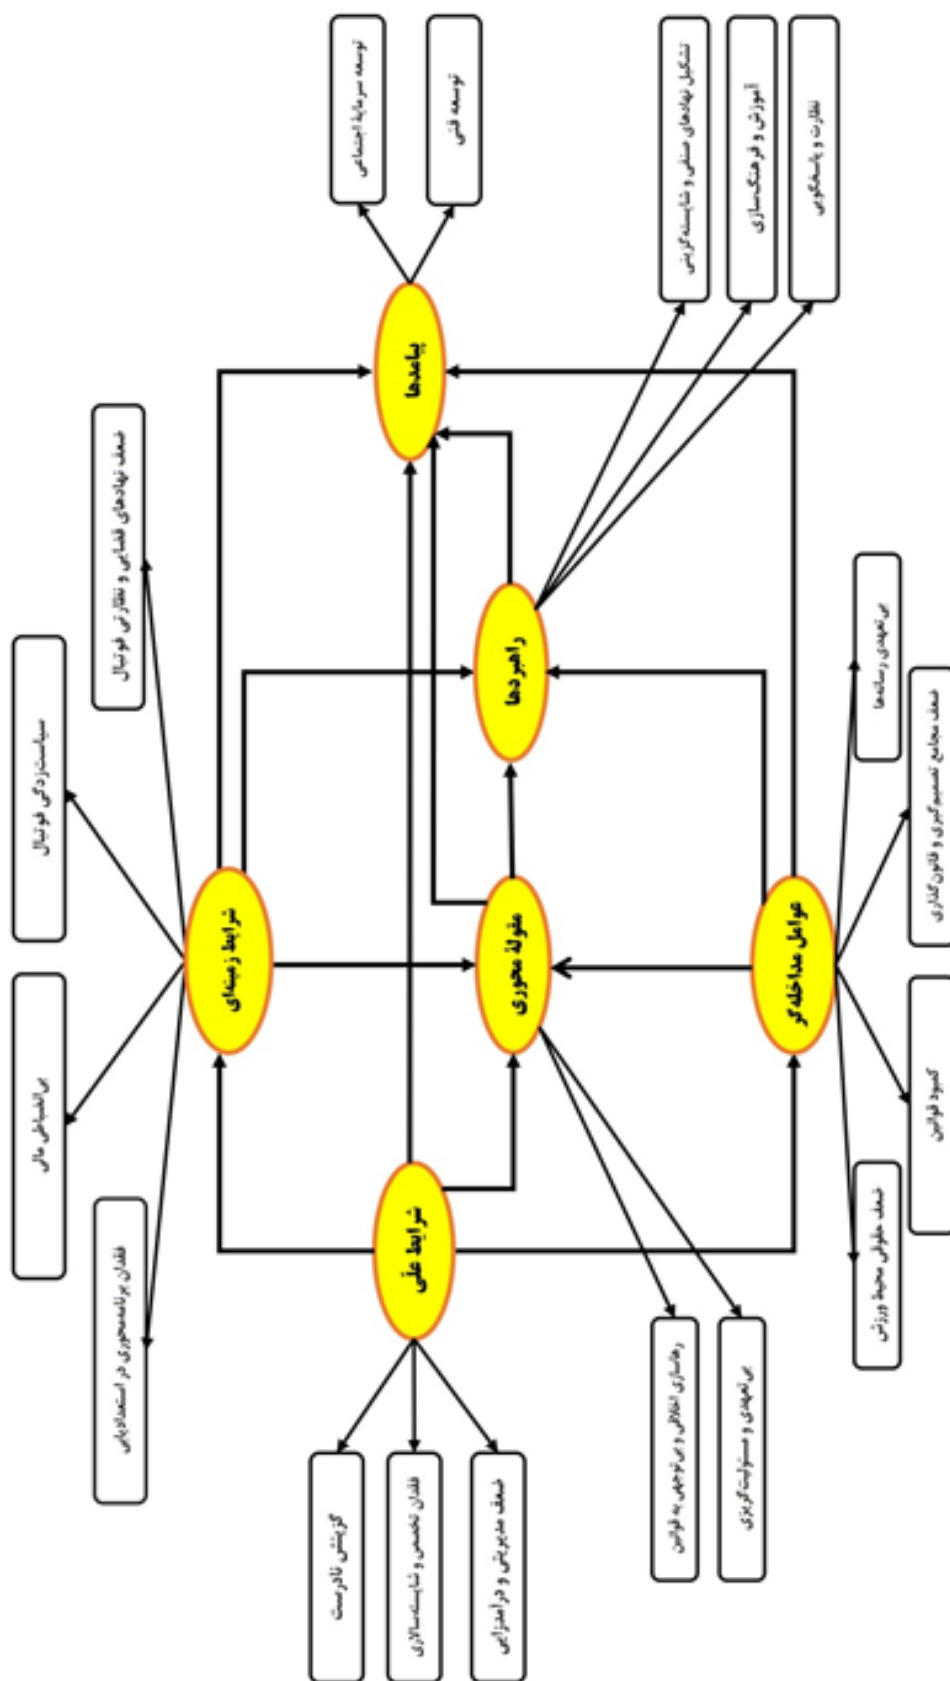 توسعه سرمایهٔ اجتماعی
توسعه فنی
تشکیل نهادهای صنفی و شایسته‌گزینی
آموزش و فرهنگ‌سازی
نظارت و پاسخگویی
پیامدها
ضعف نهادهای قضایی و نظارتی فوتبال
سیاست‌زدگی فوتبال
بی‌انضباطی مالی
فقدان برنامه‌محوری در استعدادیابی
راهبردها
شرایط زمینه‌ای
مقولهٔ محوری
عوامل مداخله‌گر
بی‌تعهدی رسانه‌ها
ضعف مجامع تصمیم‌گیری و قانون‌گذاری
کمبود قوانین
ضعف حقوقی محیط ورزش
شرایط علّی
گزینش نادرست
فقدان تخصص و شایسته‌سالاری
ضعف مدیریتی و درآمدزایی
رهاسازی اخلاقی و بی‌توجهی به قوانین
بی‌تعهدی و مسئولیت‌گریزی